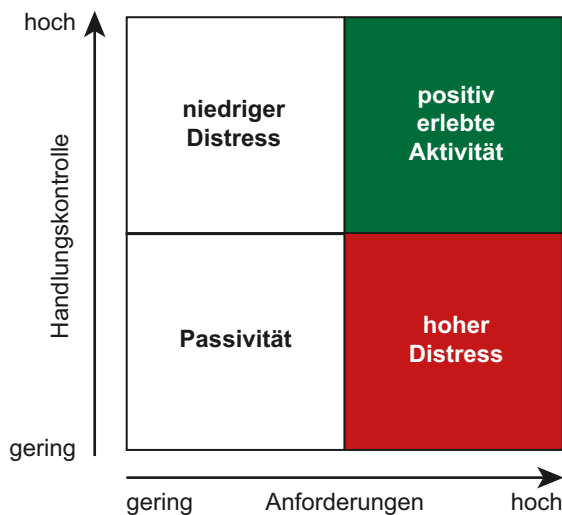 hoch
niedriger
Distress
positiv
erlebte
Aktivität
Handlungskontrolle
Passivität
hoher
Distress
gering
gering Anforderungen hoch